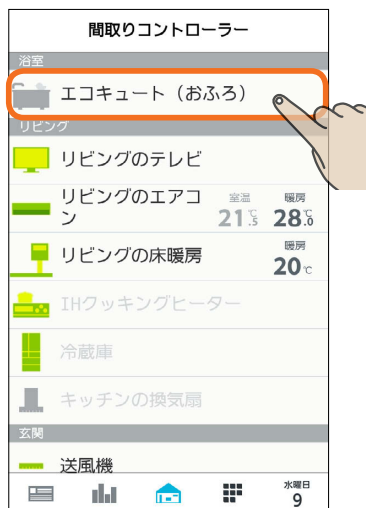 間取りコントローラー
浴室
エコキュート（おふろ）
リビング
リビングのテレビ
リビングのエアコ
ン
室温
21.5℃
暖房
28.0℃
リビングの床暖房
暖房
20℃
IHクッキングヒーター
冷蔵庫
キッチンの換気扇
玄関
送風機
水曜日
9